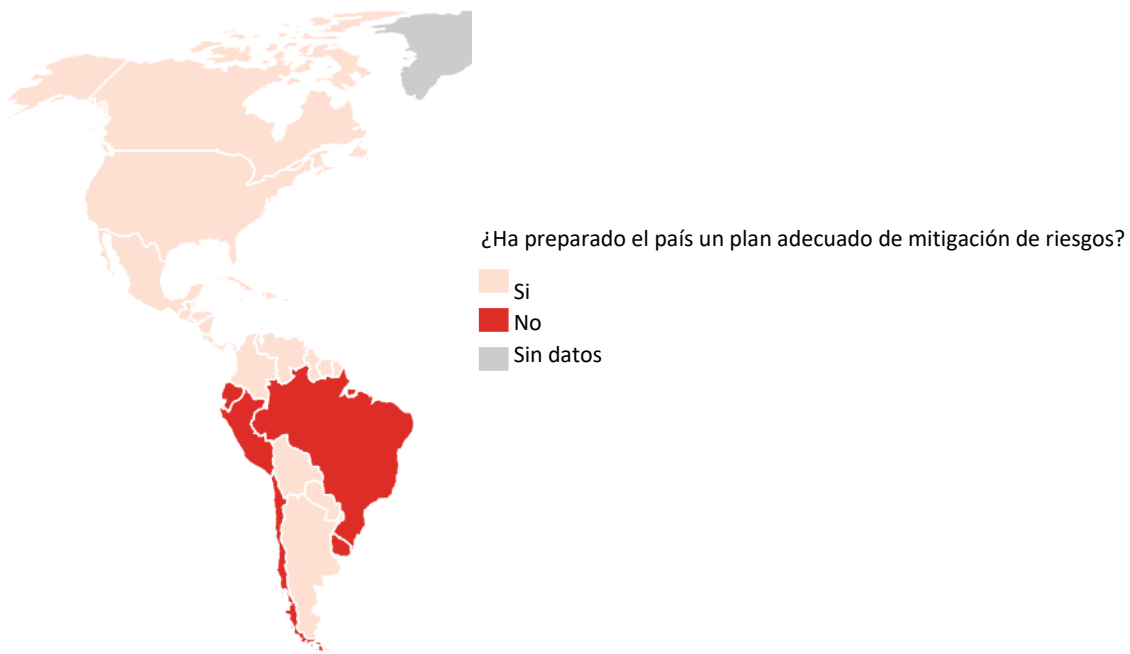 ¿Ha preparado el país un plan adecuado de mitigación de riesgos?
Si
No
Sin datos